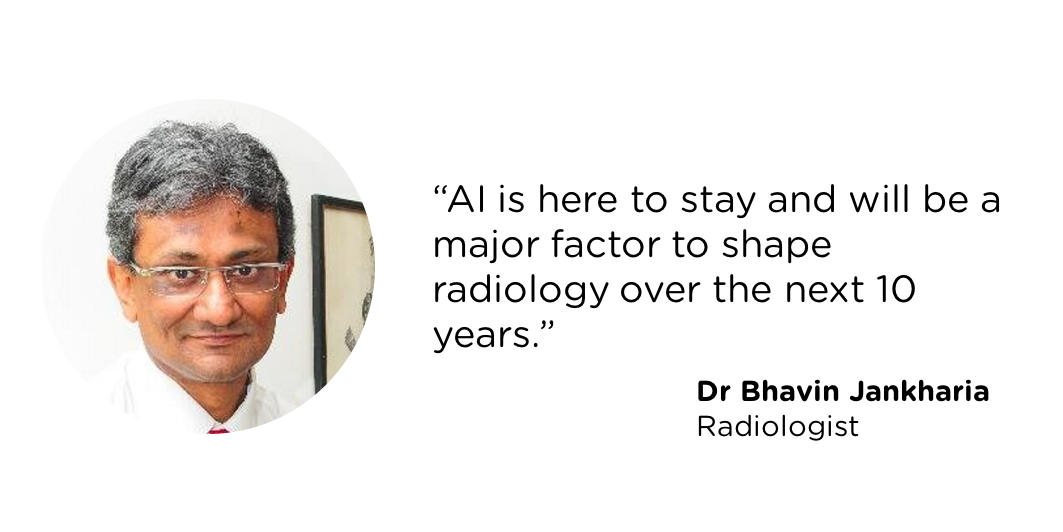 “AI is here to stay and will be a
major factor to shape
radiology over the next 10
years.”
Dr Bhavin Jankharia
Radiologist